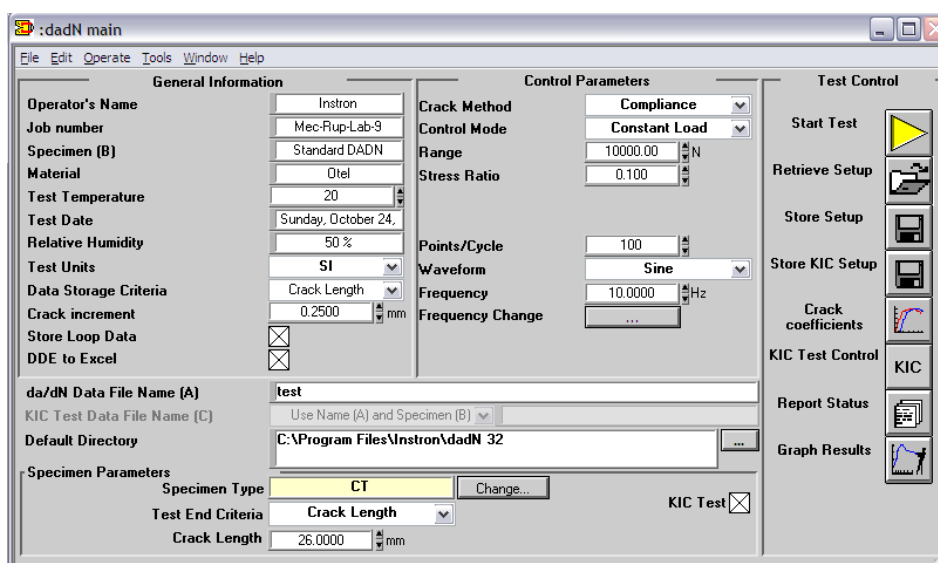 :dadN main
File Edit Operate Tools Window Help
General Information
Operator's Name Instron
Job number Mec-Rup-Lab-9
Specimen (B) Standard DADN
Material Otel
Test Temperature 20
Test Date Sunday, October 24,
Relative Humidity 50 %
Test Units SI
Data Storage Criteria Crack Length
Crack increment 0.2500 mm
Store Loop Data
DDE to Excel
Control Parameters
Crack Method Compliance
Control Mode Constant Load
Range 10000.00 N
Stress Ratio 0.100
Points/Cycle 100
Waveform Sine
Frequency 10.0000 Hz
Frequency Change ...
Test Control
Start Test
Retrieve Setup
Store Setup
Store KIC Setup
Crack
coefficients
KIC Test Control KIC
Report Status
Graph Results
da/dN Data File Name (A) test
KIC Test Data File Name (C) Use Name (A) and Specimen (B)
Default Directory C:\Program Files\Instron\dadN 32 ...
Specimen Parameters
Specimen Type CT Change...
Test End Criteria Crack Length
KIC Test
Crack Length 26.0000 mm